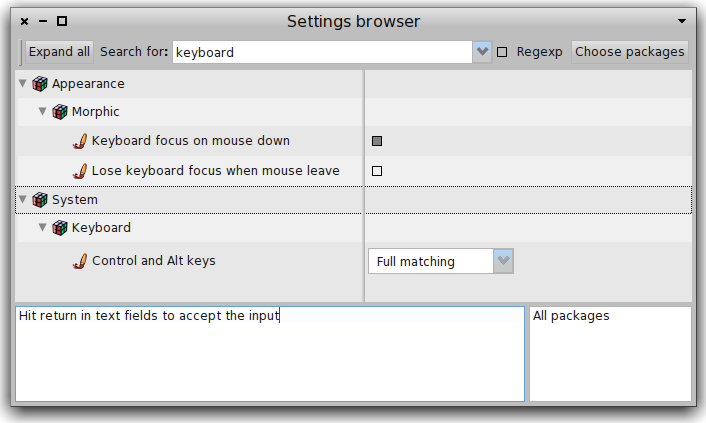 Settings browser
Expand all Search for: keyboard Regexp Choose packages
Appearance
Morphic
Keyboard focus on mouse down
Lose keyboard focus when mouse leave
System
Keyboard
Control and Alt keys Full matching
Hit return in text fields to accept the input All packages